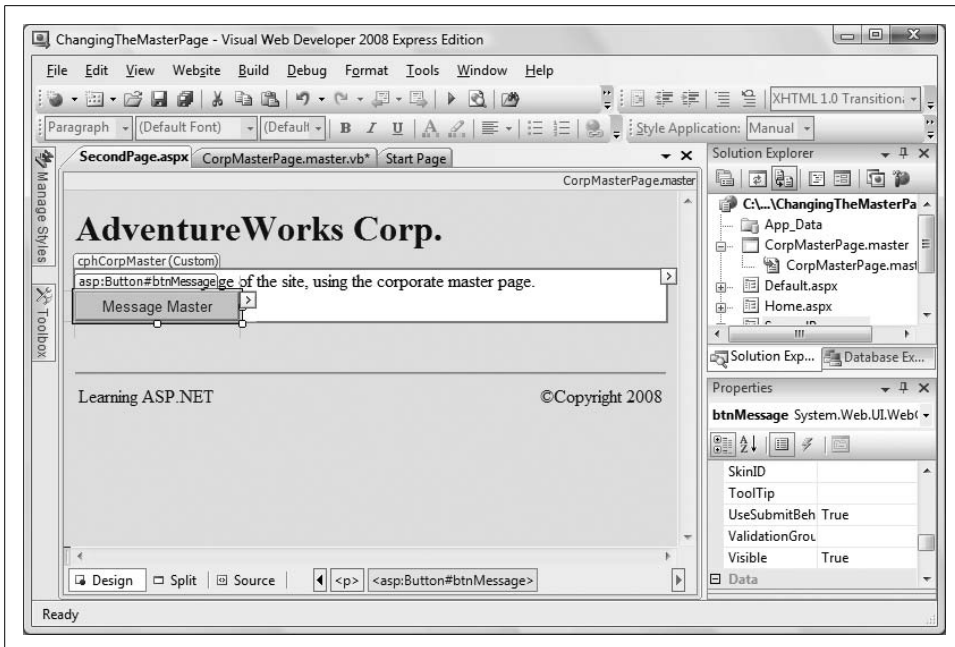 ChangingTheMasterPage - Visual Web Developer 2008 Express Edition
File Edit View Website Build Debug Format Tools Window Help
XHTML 1.0 Transition
Paragraph (Default Font) (Default B I U A Style Application: Manual
Manage Styles
Toolbox
SecondPage.aspx CorpMasterPage.master.vb* Start Page
CorpMasterPage.master
AdventureWorks Corp.
cphCorpMaster (Custom)
asp:Button#btnMessage ge of the site, using the corporate master page.
Message Master
Learning ASP.NET ©Copyright 2008
Design Split Source <p> <asp:Button#btnMessage>
Ready
Solution Explorer
C:\...\ChangingTheMasterPa
App_Data
CorpMasterPage.master
CorpMasterPage.mast
Default.aspx
Home.aspx
Solution Exp... Database Ex...
Properties
btnMessage System.Web.UI.Web
SkinID
ToolTip
UseSubmitBeh True
ValidationGrou
Visible True
Data